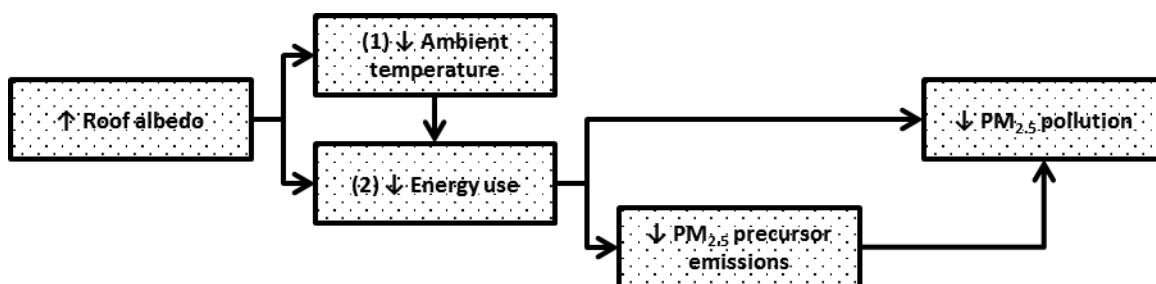 (1) ↓ Ambient
temperature
↑ Roof albedo
(2) ↓ Energy use
↓ PM2.5 pollution
↓ PM2.5 precursor
emissions